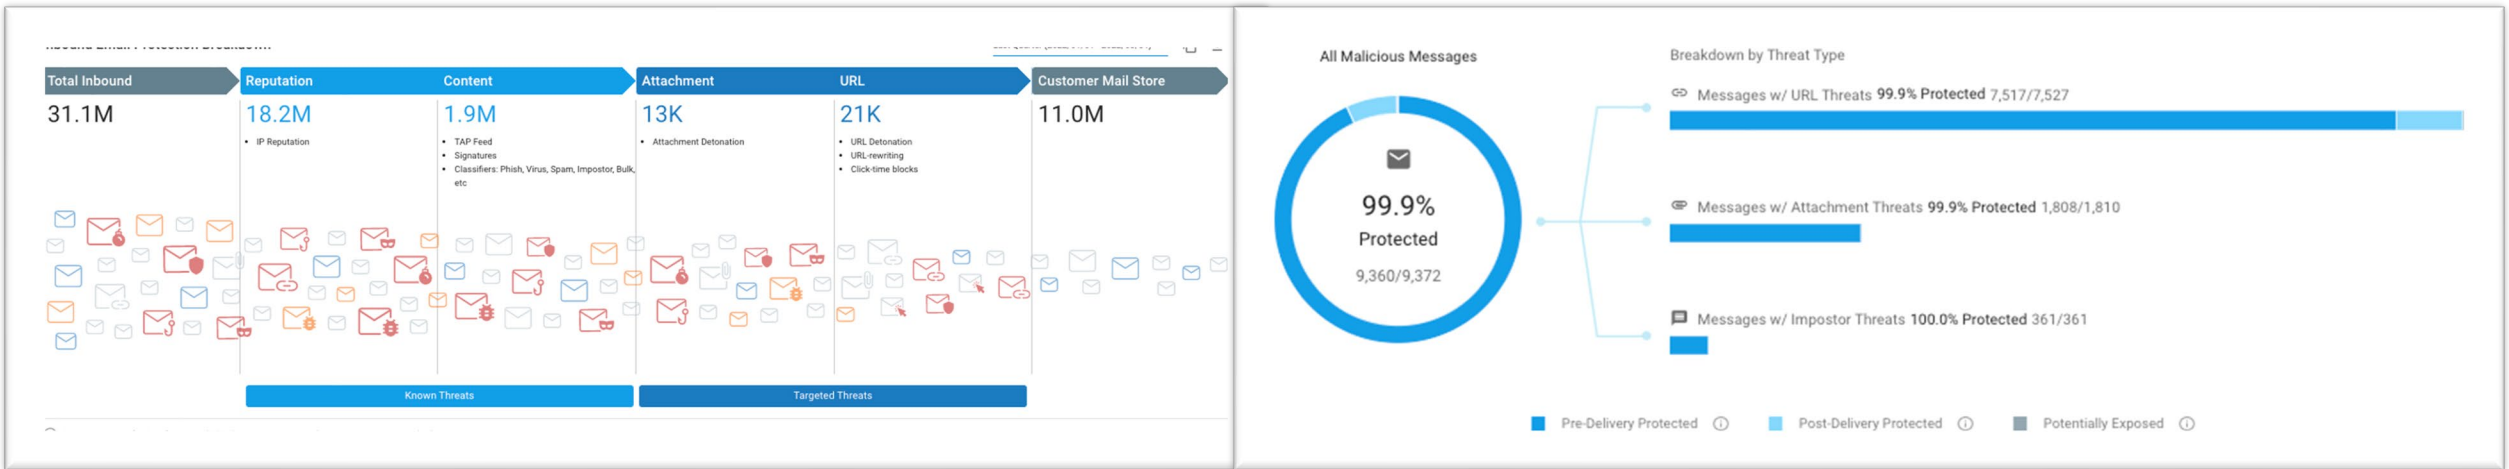 Inbound Email Protection Breakdown
Total Inbound
31.1M
Reputation
18.2M
• IP Reputation
Content
1.9M
• TAP Feed
• Signatures
• Classifiers: Phish, Virus, Spam, Impostor, Bulk,
etc
Attachment
13K
• Attachment Detonation
URL
21K
• URL Detonation
• URL-rewriting
• Click-time blocks
Customer Mail Store
11.0M
Known Threats
Targeted Threats
All Malicious Messages
99.9%
Protected
9,360/9,372
Breakdown by Threat Type
Messages w/ URL Threats 99.9% Protected 7,517/7,527
Messages w/ Attachment Threats 99.9% Protected 1,808/1,810
Messages w/ Impostor Threats 100.0% Protected 361/361
Pre-Delivery Protected
Post-Delivery Protected
Potentially Exposed